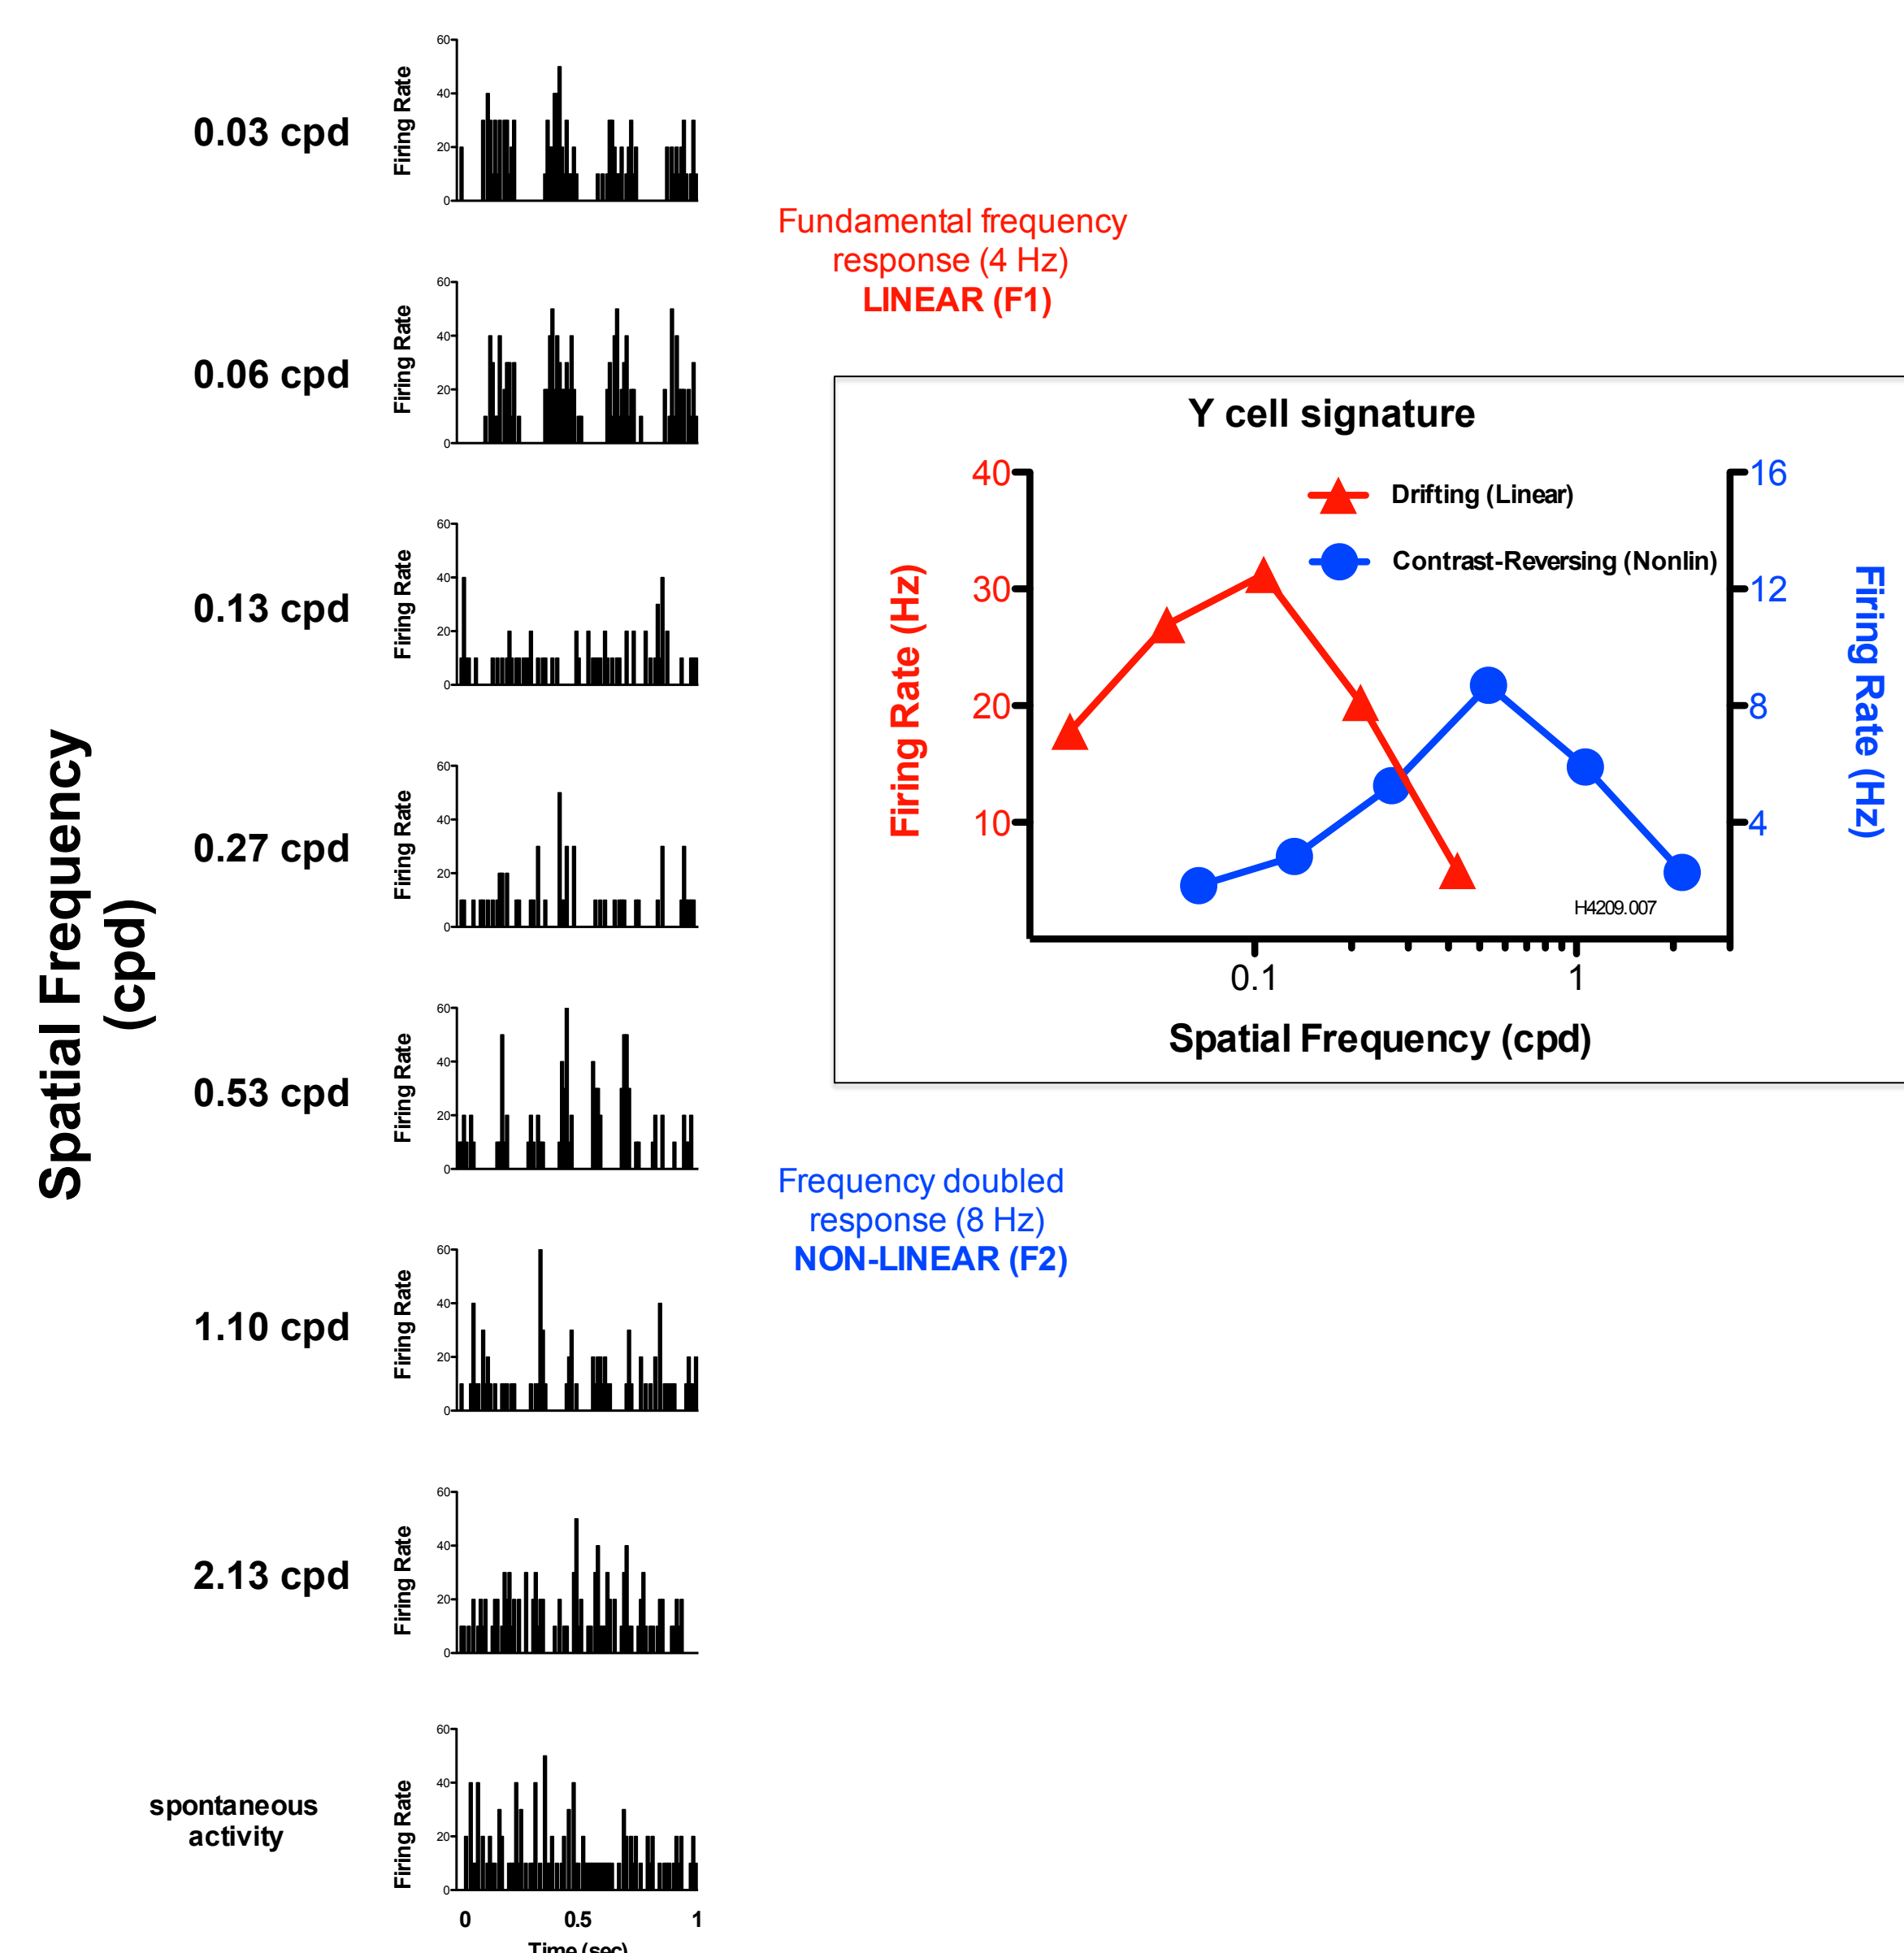 Spatial Frequency
(cpd)
0.03 cpd
Firing Rate
60
40
20
0
0.06 cpd
Firing Rate
60
40
20
0
0.13 cpd
Firing Rate
60
40
20
0
0.27 cpd
Firing Rate
60
40
20
0
0.53 cpd
Firing Rate
60
40
20
0
1.10 cpd
Firing Rate
60
40
20
0
2.13 cpd
Firing Rate
60
40
20
0
spontaneous
activity
Firing Rate
60
40
20
0
0 0.5 1
Time (sec)
Fundamental frequency
response (4 Hz)
LINEAR (F1)
Y cell signature
Drifting (Linear)
Contrast-Reversing (Nonlin)
Firing Rate (Hz)
40
30
20
10
16
12
8
4
Firing Rate (Hz)
H4209.007
0.1 1
Spatial Frequency (cpd)
Frequency doubled
response (8 Hz)
NON-LINEAR (F2)